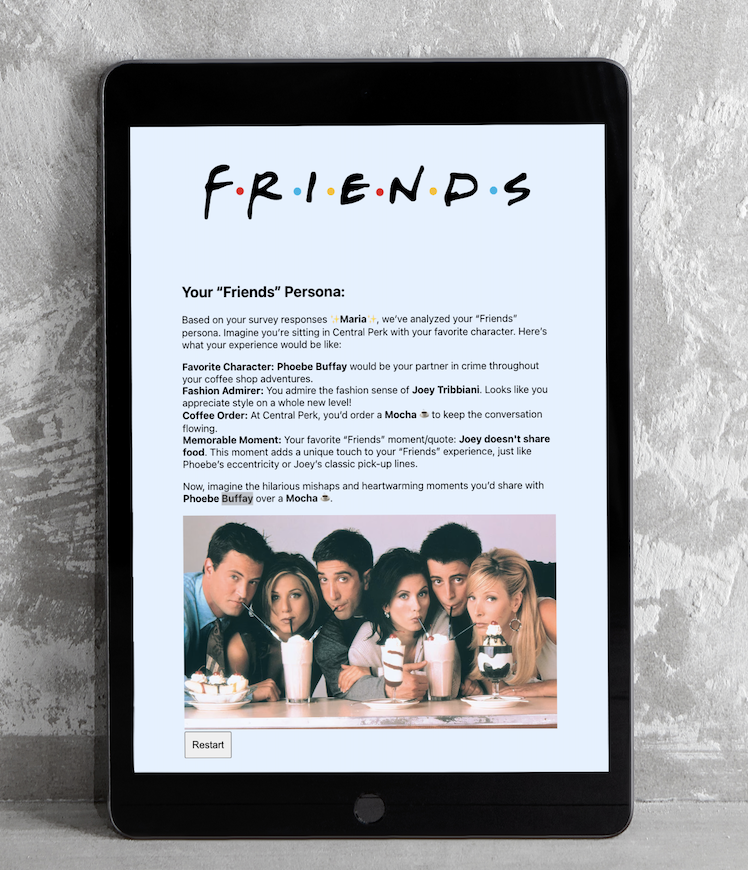 F·R·I·E·N·D·S
Your “Friends” Persona:
Based on your survey responses ✨Maria✨, we’ve analyzed your “Friends”
persona. Imagine you’re sitting in Central Perk with your favorite character. Here’s
what your experience would be like:
Favorite Character: Phoebe Buffay would be your partner in crime throughout
your coffee shop adventures.
Fashion Admirer: You admire the fashion sense of Joey Tribbiani. Looks like you
appreciate style on a whole new level!
Coffee Order: At Central Perk, you’d order a Mocha ☕ to keep the conversation
flowing.
Memorable Moment: Your favorite “Friends” moment/quote: Joey doesn't share
food. This moment adds a unique touch to your “Friends” experience, just like
Phoebe’s eccentricity or Joey’s classic pick-up lines.
Now, imagine the hilarious mishaps and heartwarming moments you’d share with
Phoebe Buffay over a Mocha ☕.
Restart